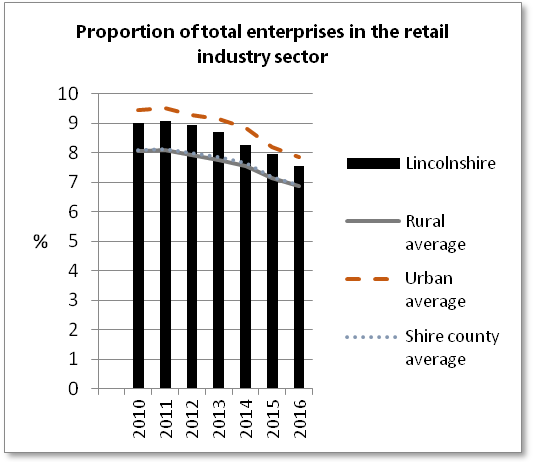 Proportion of total enterprises in the retail
industry sector
10
9
8
7
6
5
4
3
2
1
0
%
2010
2011
2012
2013
2014
2015
2016
Lincolnshire
Rural
average
Urban
average
Shire county
average